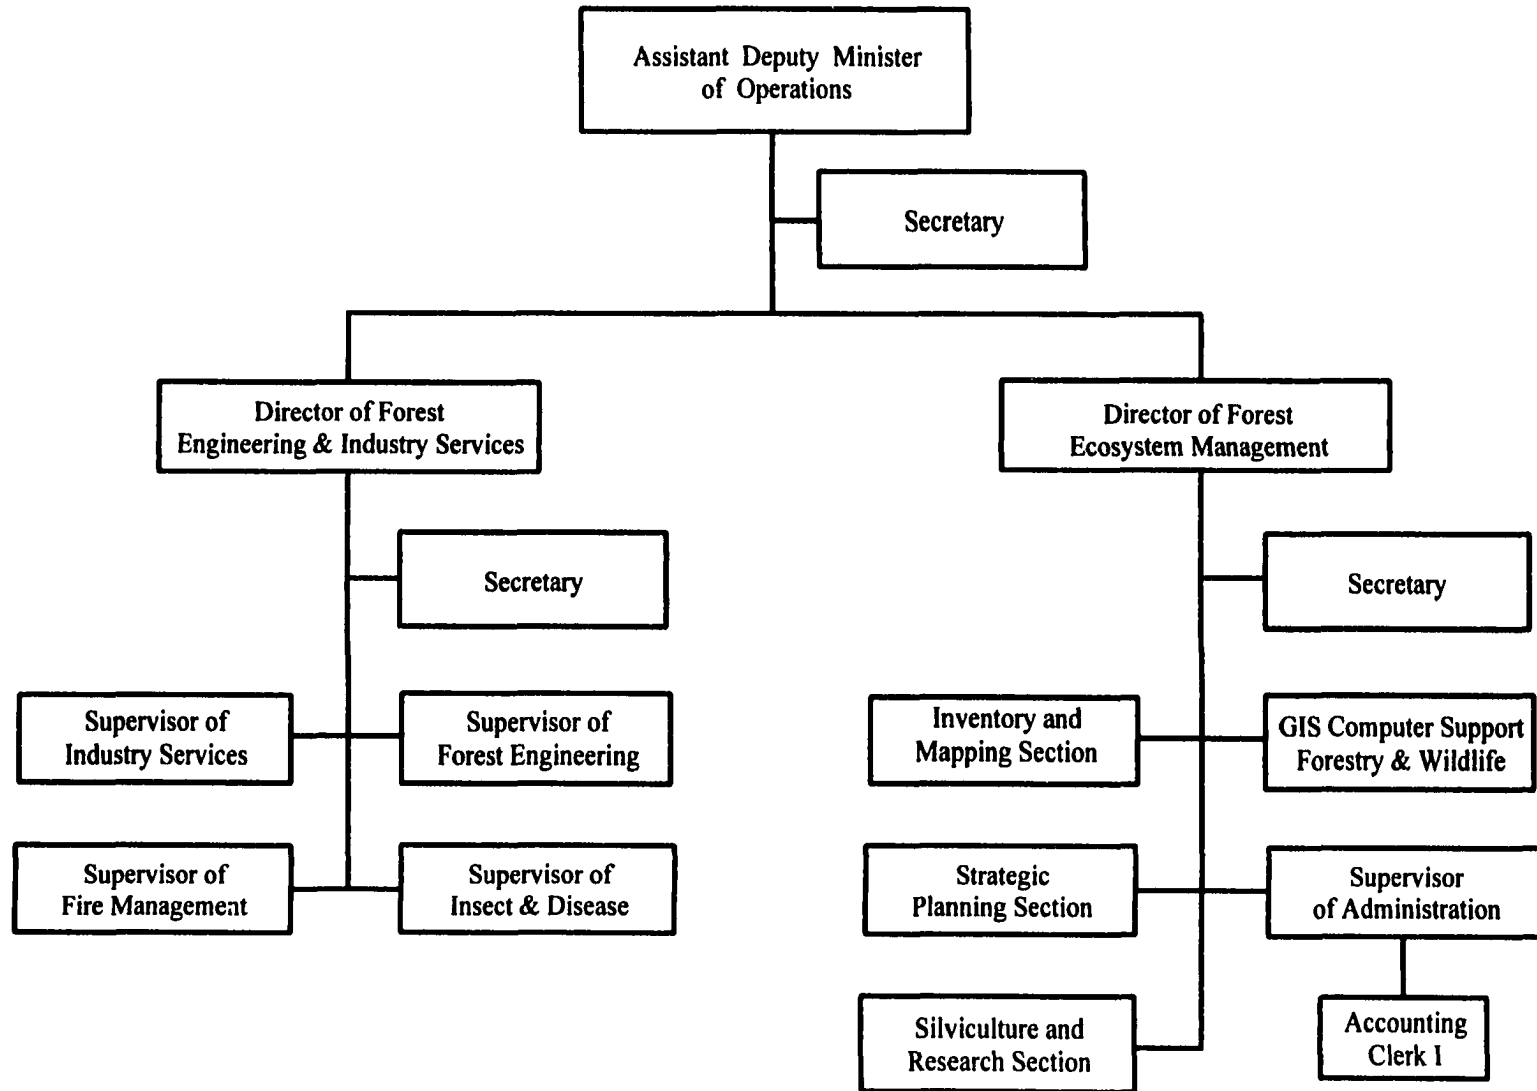 Assistant Deputy Minister
of Operations
Secretary
Director of Forest
Engineering & Industry Services
Director of Forest
Ecosystem Management
Secretary
Secretary
Supervisor of
Industry Services
Supervisor of
Forest Engineering
Inventory and
Mapping Section
GIS Computer Support
Forestry & Wildlife
Supervisor of
Fire Management
Supervisor of
Insect & Disease
Strategic
Planning Section
Supervisor
of Administration
Silviculture and
Research Section
Accounting
Clerk I